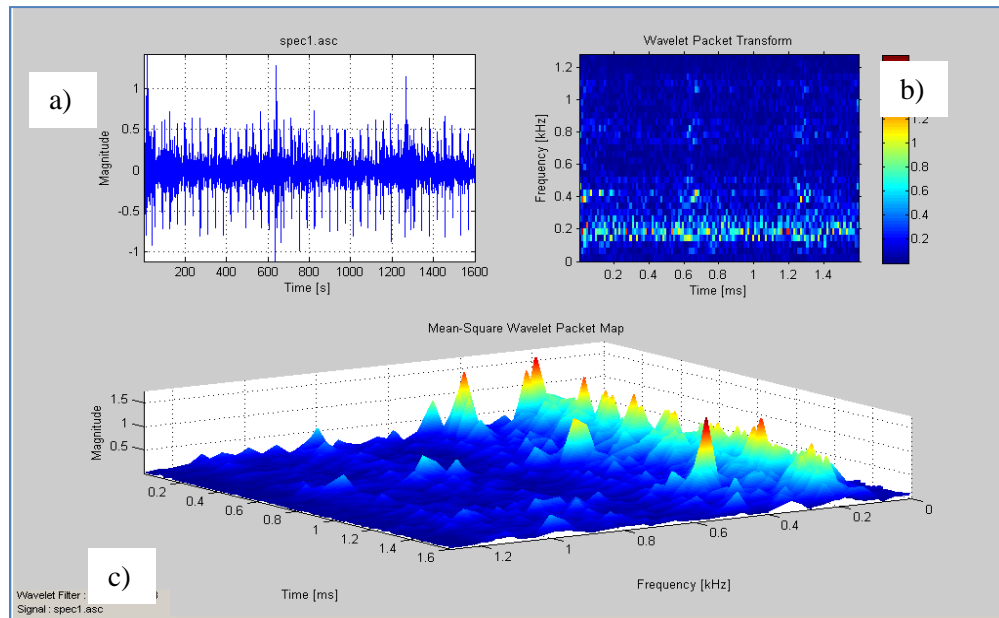 spec1.asc
a)
1
0.5
0
-0.5
-1
Magnitude
200 400 600 800 1000 1200 1400 1600
Time [s]
Wavelet Packet Transform
b)
1.2
1
0.8
0.6
0.4
0.2
0
Frequency [kHz]
0.2 0.4 0.6 0.8 1 1.2 1.4
Time [ms]
1.2
1
0.8
0.6
0.4
0.2
Mean-Square Wavelet Packet Map
1.5
1
0.5
Magnitude
0.2 0.4 0.6 0.8 1 1.2 1.4 1.6
Time [ms]
1.2 1 0.8 0.6 0.4 0.2 0
Frequency [kHz]
c)
Wavelet Filter :
Signal : spec1.asc